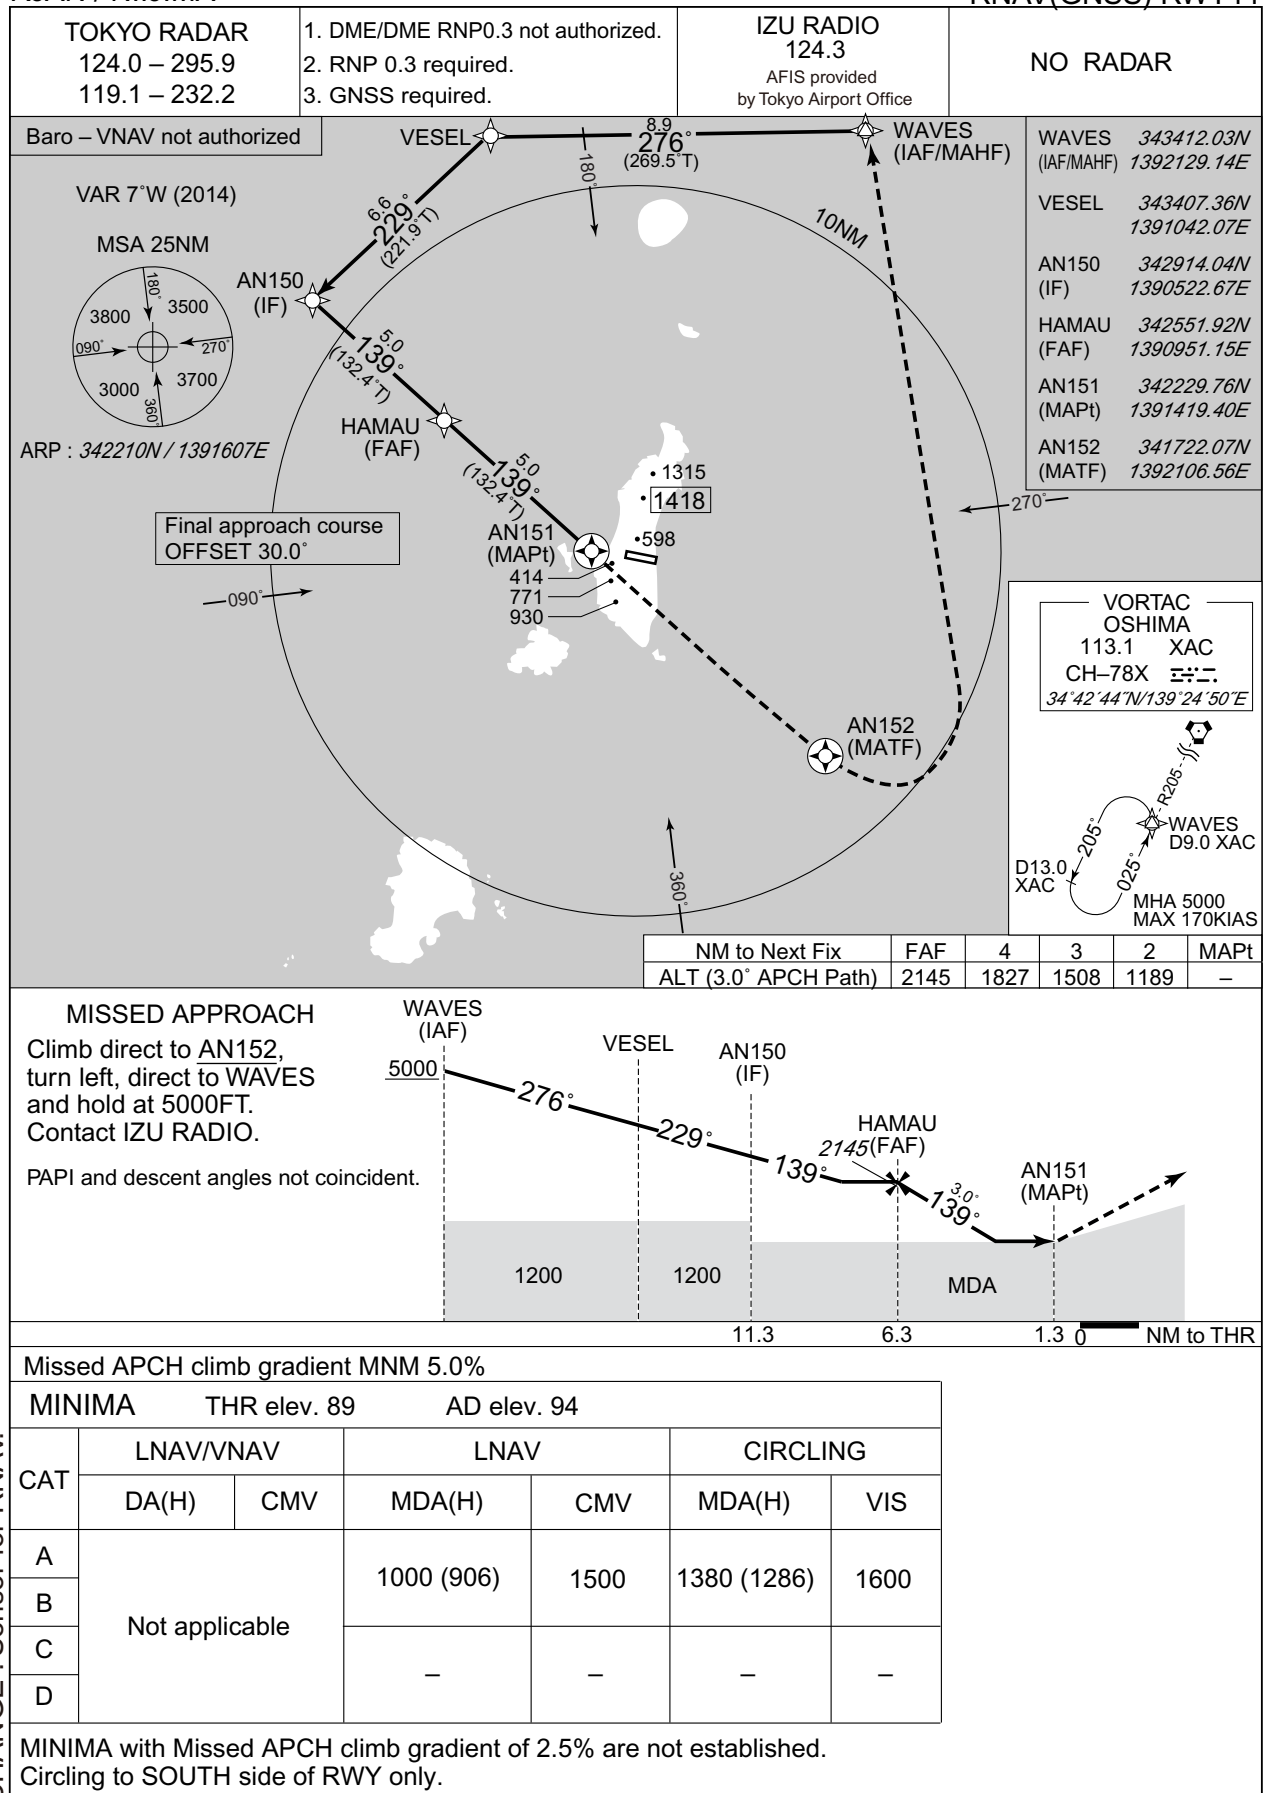 TOKYO RADAR
124.0 – 295.9
119.1 – 232.2
1. DME/DME RNP0.3 not authorized.
2. RNP 0.3 required.
3. GNSS required.
IZU RADIO
124.3
AFIS provided
by Tokyo Airport Office
NO RADAR
Baro – VNAV not authorized
VAR 7˚W (2014)
MSA 25NM
180˚
3800
3500
090˚
270˚
3000
3700
360˚
ARP : 342210N / 1391607E
VESEL
8.9
276˚
(269.5˚T)
WAVES
(IAF/MAHF)
180˚
6.6
229˚
(221.9˚T)
10NM
AN150
(IF)
5.0
139˚
(132.4˚T)
HAMAU
(FAF)
5.0
139˚
(132.4˚T)
Final approach course
OFFSET 30.0˚
AN151
(MAPt)
1315
1418
598
414
771
930
090˚
270˚
AN152
(MATF)
360˚
WAVES 343412.03N
(IAF/MAHF) 1392129.14E
VESEL 343407.36N
1391042.07E
AN150 342914.04N
(IF) 1390522.67E
HAMAU 342551.92N
(FAF) 1390951.15E
AN151 342229.76N
(MAPt) 1391419.40E
AN152 341722.07N
(MATF) 1392106.56E
VORTAC
OSHIMA
113.1 XAC
CH–78X
34˚42´44˝N/139˚24´50˝E
R205
205˚
025˚
WAVES
D9.0 XAC
D13.0
XAC
MHA 5000
MAX 170KIAS
NM to Next Fix FAF 4 3 2 MAPt
ALT (3.0˚ APCH Path) 2145 1827 1508 1189 –
MISSED APPROACH
Climb direct to AN152,
turn left, direct to WAVES
and hold at 5000FT.
Contact IZU RADIO.
PAPI and descent angles not coincident.
WAVES
(IAF)
5000
VESEL
AN150
(IF)
276˚
229˚
139˚
HAMAU
2145 (FAF)
3.0˚
139˚
AN151
(MAPt)
1200
1200
MDA
11.3 6.3 1.3 0 NM to THR
Missed APCH climb gradient MNM 5.0%
MINIMA THR elev. 89 AD elev. 94
CAT LNAV/VNAV LNAV CIRCLING
DA(H) CMV MDA(H) CMV MDA(H) VIS
A
B
C
D
Not applicable
1000 (906) 1500 1380 (1286) 1600
– – – –
MINIMA with Missed APCH climb gradient of 2.5% are not established.
Circling to SOUTH side of RWY only.